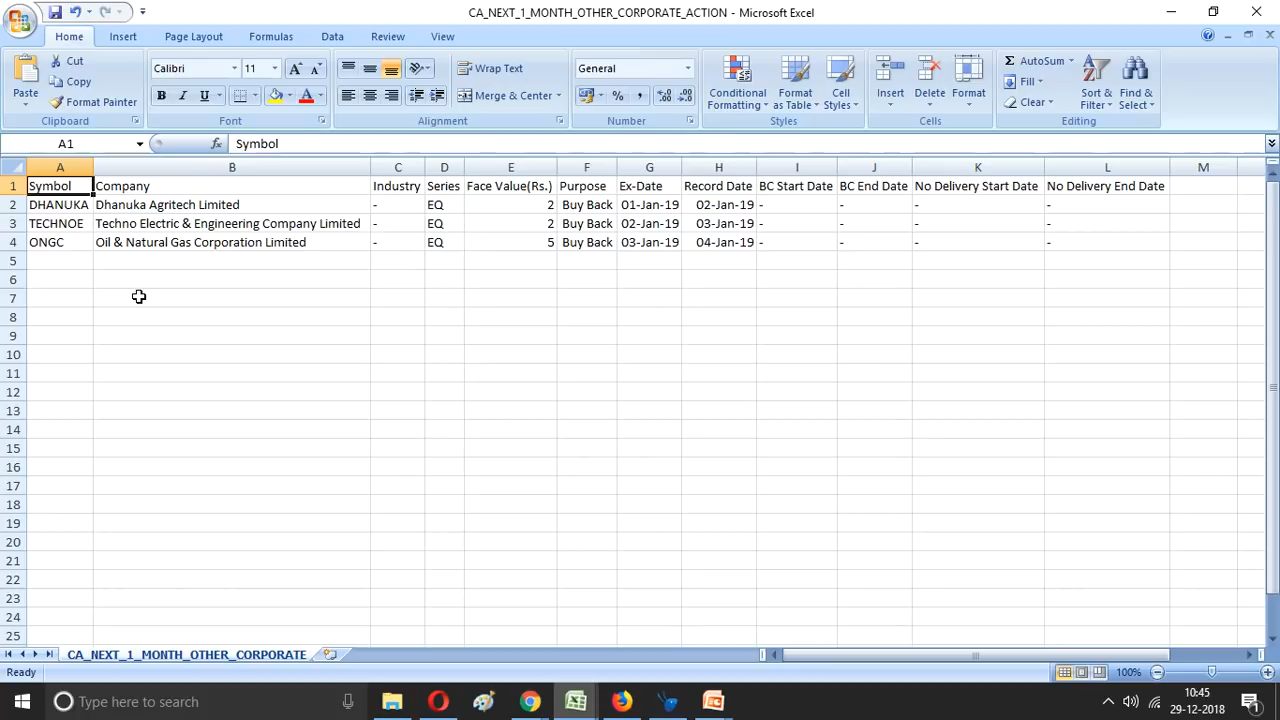 CA_NEXT_1_MONTH_OTHER_CORPORATE_ACTION - Microsoft Excel
Home Insert Page Layout Formulas Data Review View
Paste Cut Copy Format Painter Clipboard
Calibri 11 A A B I U A Font
Wrap Text Merge & Center Alignment
General % , Number
Conditional Formatting Format as Table Cell Styles Styles
Insert Delete Format Cells
Σ AutoSum Fill Clear Sort & Filter Find & Select Editing
A1 fx Symbol
A B C D E F G H I J K L M
1 Symbol Company Industry Series Face Value(Rs.) Purpose Ex-Date Record Date BC Start Date BC End Date No Delivery Start Date No Delivery End Date
2 DHANUKA Dhanuka Agritech Limited - EQ 2 Buy Back 01-Jan-19 02-Jan-19 - - - -
3 TECHNOE Techno Electric & Engineering Company Limited - EQ 2 Buy Back 02-Jan-19 03-Jan-19 - - - -
4 ONGC Oil & Natural Gas Corporation Limited - EQ 5 Buy Back 03-Jan-19 04-Jan-19 - - - -
5
6
7
8
9
10
11
12
13
14
15
16
17
18
19
20
21
22
23
24
25
CA_NEXT_1_MONTH_OTHER_CORPORATE
Ready 100%
Type here to search 10:45
29-12-2018 1